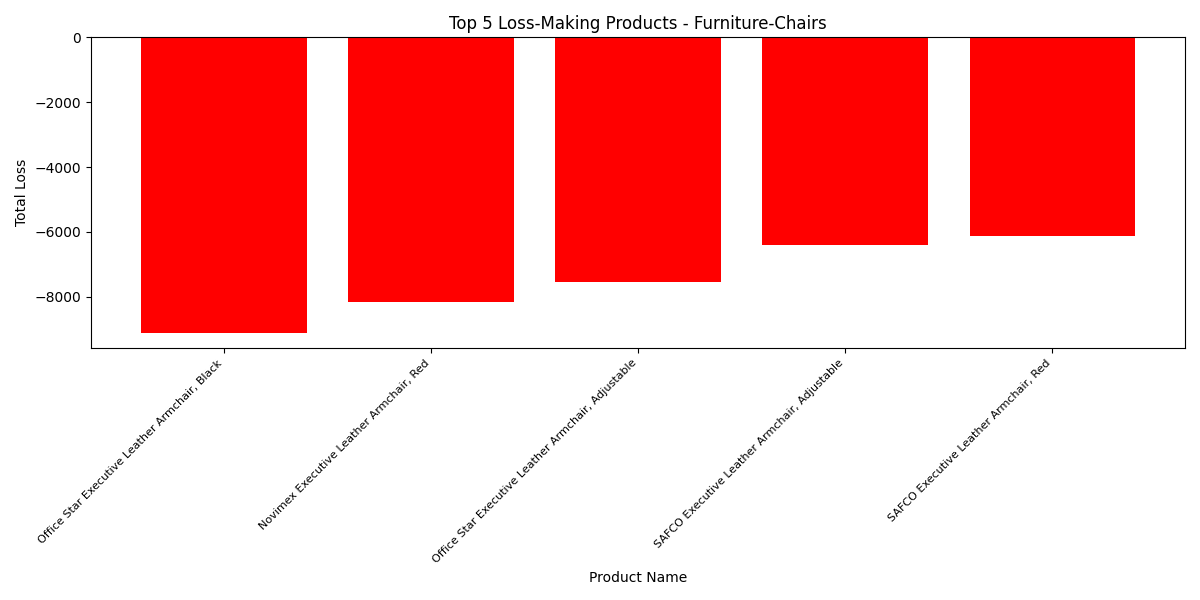 Top 5 Loss-Making Products - Furniture-Chairs
Total Loss
0
−2000
−4000
−6000
−8000
Office Star Executive Leather Armchair, Black
Novimex Executive Leather Armchair, Red
Office Star Executive Leather Armchair, Adjustable
SAFCO Executive Leather Armchair, Adjustable
SAFCO Executive Leather Armchair, Red
Product Name